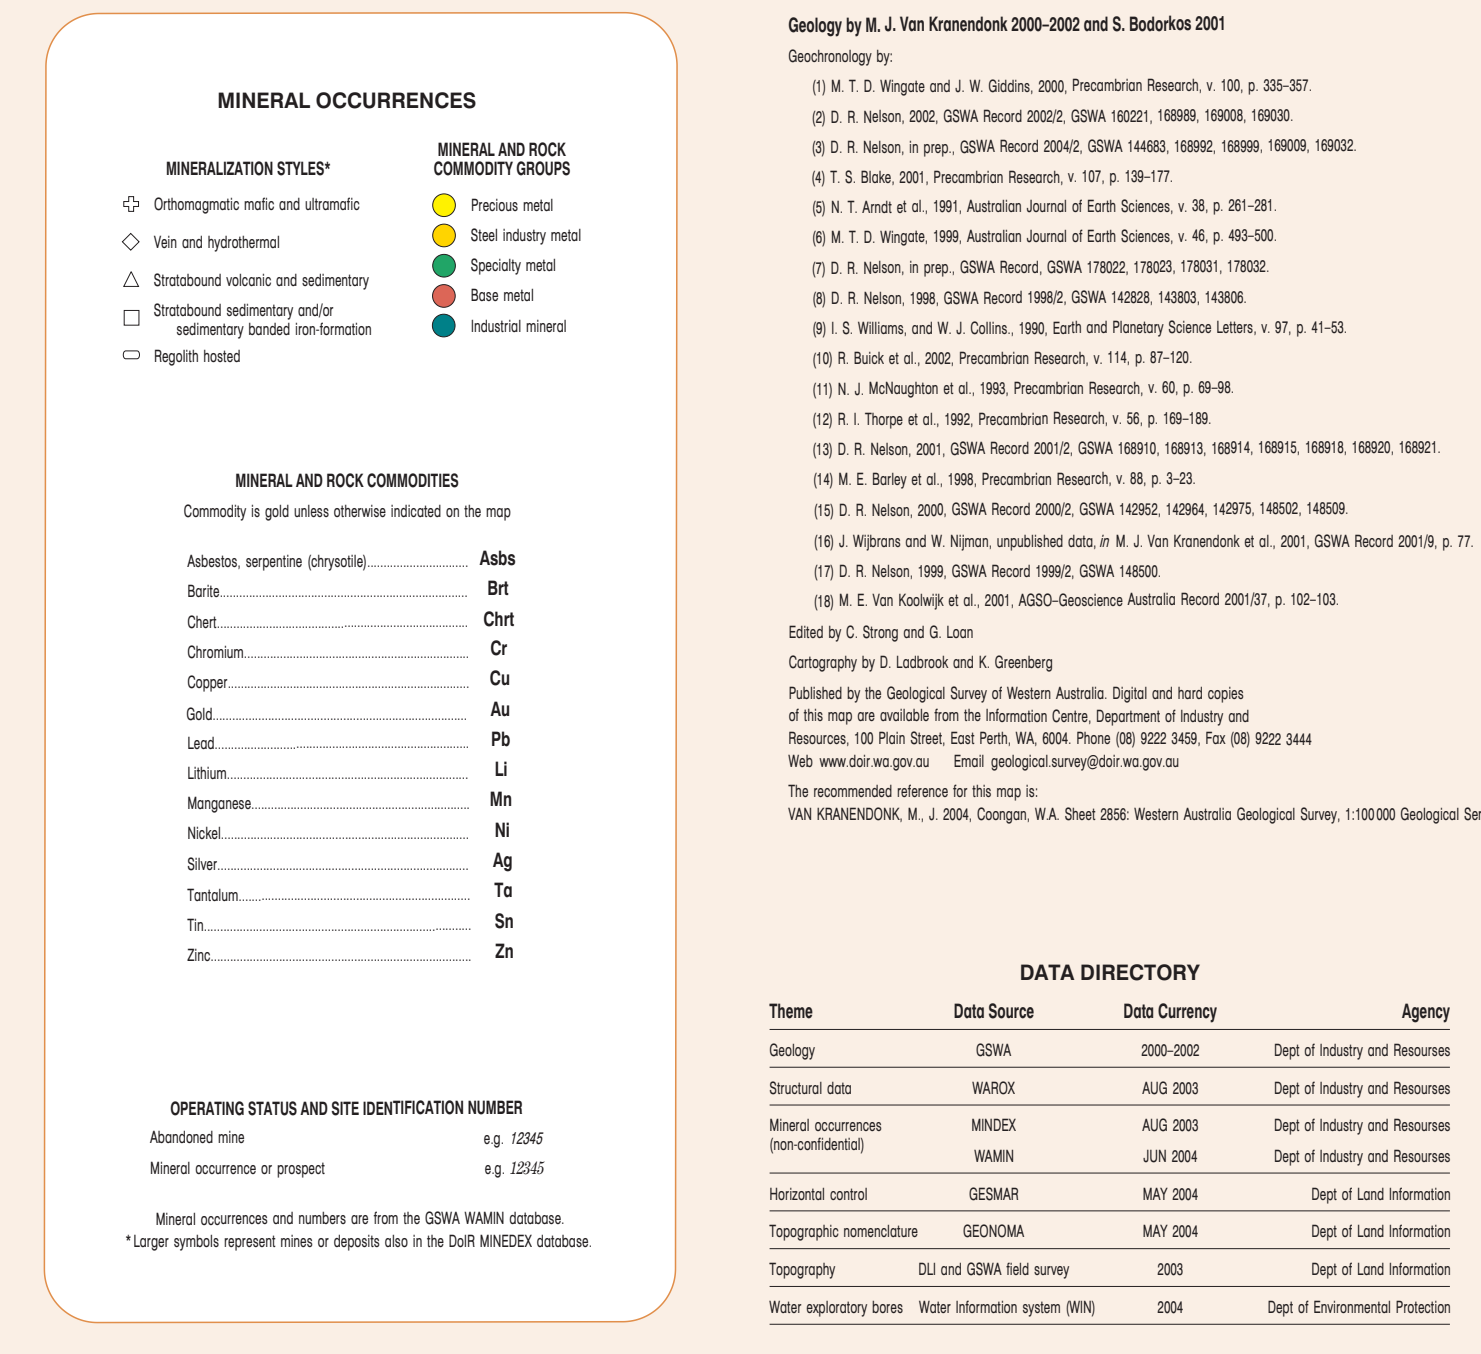 MINERAL OCCURRENCES
MINERALIZATION STYLES*
Orthomagmatic mafic and ultramafic
Vein and hydrothermal
Stratabound volcanic and sedimentary
Stratabound sedimentary and/or
sedimentary banded iron-formation
Regolith hosted
MINERAL AND ROCK
COMMODITY GROUPS
Precious metal
Steel industry metal
Specialty metal
Base metal
Industrial mineral
MINERAL AND ROCK COMMODITIES
Commodity is gold unless otherwise indicated on the map
Asbestos, serpentine (chrysotile) Asbs
Barite Brt
Chert Chrt
Chromium Cr
Copper Cu
Gold Au
Lead Pb
Lithium Li
Manganese Mn
Nickel Ni
Silver Ag
Tantalum Ta
Tin Sn
Zinc Zn
OPERATING STATUS AND SITE IDENTIFICATION NUMBER
Abandoned mine e.g. 12345
Mineral occurrence or prospect e.g. 12345
Mineral occurrences and numbers are from the GSWA WAMIN database.
* Larger symbols represent mines or deposits also in the DoIR MINEDEX database.
Geology by M. J. Van Kranendonk 2000–2002 and S. Bodorkos 2001
Geochronology by:
(1) M. T. D. Wingate and J. W. Giddins, 2000, Precambrian Research, v. 100, p. 335–357.
(2) D. R. Nelson, 2002, GSWA Record 2002/2, GSWA 160221, 168989, 169008, 169030.
(3) D. R. Nelson, in prep., GSWA Record 2004/2, GSWA 144683, 168992, 168999, 169009, 169032.
(4) T. S. Blake, 2001, Precambrian Research, v. 107, p. 139–177.
(5) N. T. Arndt et al., 1991, Australian Journal of Earth Sciences, v. 38, p. 261–281.
(6) M. T. D. Wingate, 1999, Australian Journal of Earth Sciences, v. 46, p. 493–500.
(7) D. R. Nelson, in prep., GSWA Record, GSWA 178022, 178023, 178031, 178032.
(8) D. R. Nelson, 1998, GSWA Record 1998/2, GSWA 142828, 143803, 143806.
(9) I. S. Williams, and W. J. Collins., 1990, Earth and Planetary Science Letters, v. 97, p. 41–53.
(10) R. Buick et al., 2002, Precambrian Research, v. 114, p. 87–120.
(11) N. J. McNaughton et al., 1993, Precambrian Research, v. 60, p. 69–98.
(12) R. I. Thorpe et al., 1992, Precambrian Research, v. 56, p. 169–189.
(13) D. R. Nelson, 2001, GSWA Record 2001/2, GSWA 168910, 168913, 168914, 168915, 168918, 168920, 168921.
(14) M. E. Barley et al., 1998, Precambrian Research, v. 88, p. 3–23.
(15) D. R. Nelson, 2000, GSWA Record 2000/2, GSWA 142952, 142964, 142975, 148502, 148509.
(16) J. Wijbrans and W. Nijman, unpublished data, in M. J. Van Kranendonk et al., 2001, GSWA Record 2001/9, p. 77.
(17) D. R. Nelson, 1999, GSWA Record 1999/2, GSWA 148500.
(18) M. E. Van Koolwijk et al., 2001, AGSO–Geoscience Australia Record 2001/37, p. 102–103.
Edited by C. Strong and G. Loan
Cartography by D. Ladbrook and K. Greenberg
Published by the Geological Survey of Western Australia. Digital and hard copies
of this map are available from the Information Centre, Department of Industry and
Resources, 100 Plain Street, East Perth, WA, 6004. Phone (08) 9222 3459, Fax (08) 9222 3444
Web www.doir.wa.gov.au Email geological.survey@doir.wa.gov.au
The recommended reference for this map is:
VAN KRANENDONK, M., J. 2004, Coongan, W.A. Sheet 2856: Western Australia Geological Survey, 1:100 000 Geological Ser
DATA DIRECTORY
Theme Data Source Data Currency Agency
Geology GSWA 2000–2002 Dept of Industry and Resourses
Structural data WAROX AUG 2003 Dept of Industry and Resourses
Mineral occurrences MINDEX AUG 2003 Dept of Industry and Resourses
(non-confidential)
WAMIN JUN 2004 Dept of Industry and Resourses
Horizontal control GESMAR MAY 2004 Dept of Land Information
Topographic nomenclature GEONOMA MAY 2004 Dept of Land Information
Topography DLI and GSWA field survey 2003 Dept of Land Information
Water exploratory bores Water Information system (WIN) 2004 Dept of Environmental Protection